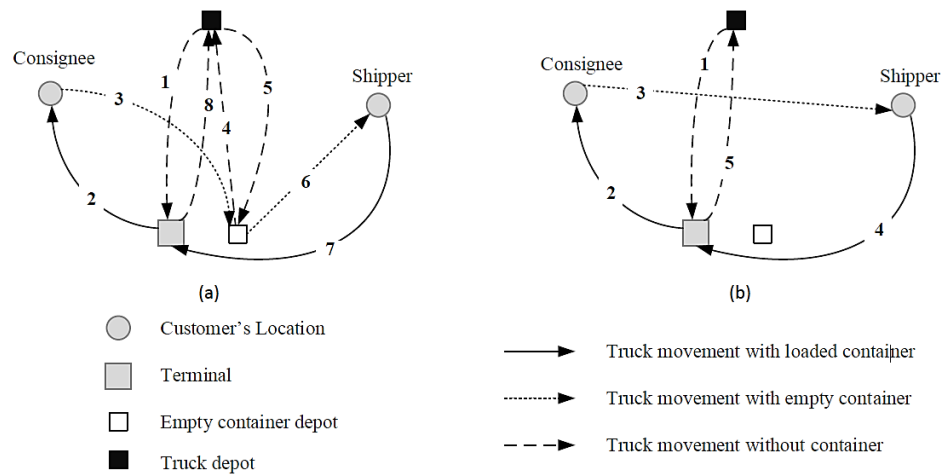 Consignee
Shipper
1
2
3
4
5
6
7
8
(a)
Consignee
Shipper
1
2
3
4
5
(b)
Customer's Location
Terminal
Empty container depot
Truck depot
Truck movement with loaded container
Truck movement with empty container
Truck movement without container